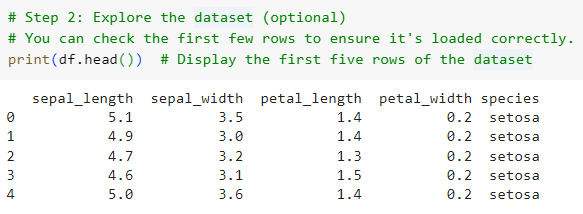 # Step 2: Explore the dataset (optional)
# You can check the first few rows to ensure it's loaded correctly.
print(df.head())  # Display the first five rows of the dataset
   sepal_length  sepal_width  petal_length  petal_width species
0           5.1          3.5           1.4          0.2  setosa
1           4.9          3.0           1.4          0.2  setosa
2           4.7          3.2           1.3          0.2  setosa
3           4.6          3.1           1.5          0.2  setosa
4           5.0          3.6           1.4          0.2  setosa